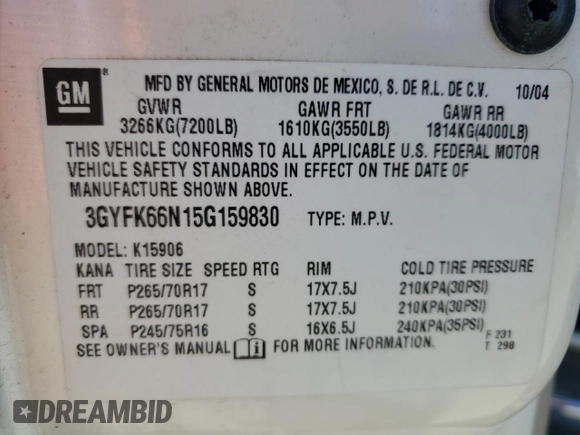 GM ®
MFD BY GENERAL MOTORS DE MEXICO, S. DE R.L. DE C.V. 10/04
GVWR GAWR FRT GAWR RR
3266KG(7200LB) 1610KG(3550LB) 1814KG(4000LB)
THIS VEHICLE CONFORMS TO ALL APPLICABLE U.S. FEDERAL MOTOR
VEHICLE SAFETY STANDARDS IN EFFECT ON THE DATE OF
MANUFACTURE SHOWN ABOVE.
3GYFK66N15G159830 TYPE: M.P.V.
MODEL: K15906
KANA TIRE SIZE SPEED RTG RIM COLD TIRE PRESSURE
FRT P265/70R17 S 17X7.5J 210KPA(30PSI)
RR P265/70R17 S 17X7.5J 210KPA(30PSI)
SPA P245/75R16 S 16X6.5J 240KPA(35PSI)
SEE OWNER'S MANUAL i FOR MORE INFORMATION.
F 231
T 298
DREAMBID